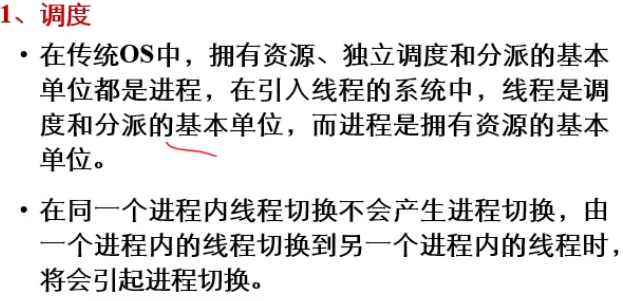 1、调度
• 在传统OS中，拥有资源、独立调度和分派的基本
单位都是进程，在引入线程的系统中，线程是调
度和分派的基本单位，而进程是拥有资源的基本
单位。
• 在同一个进程内线程切换不会产生进程切换，由
一个进程内的线程切换到另一个进程内的线程时，
将会引起进程切换。